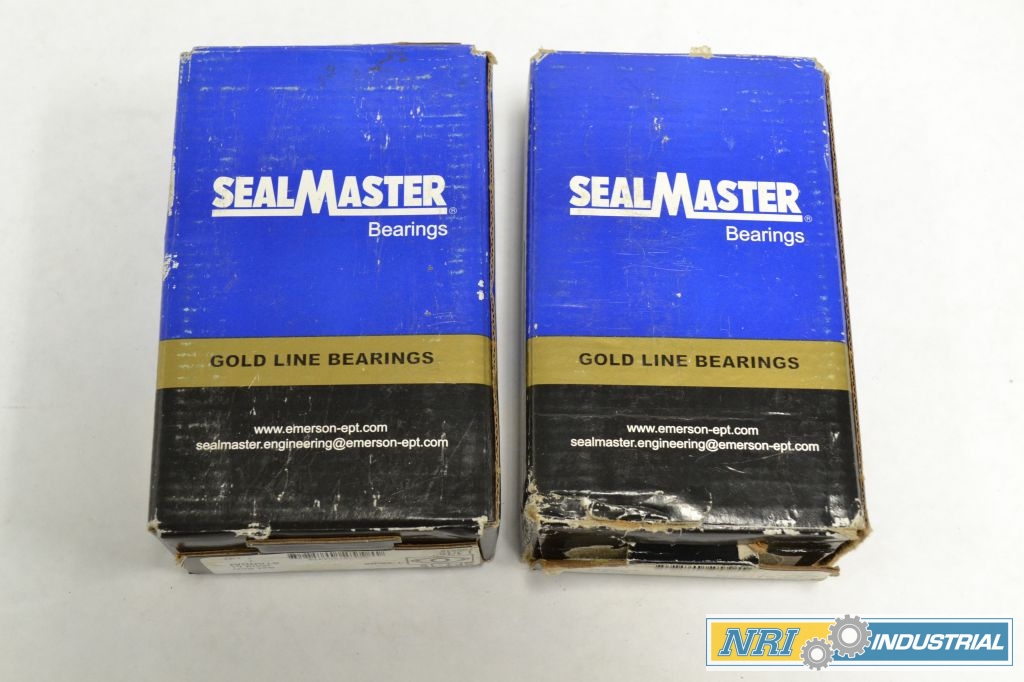 SEALMASTER®
Bearings
GOLD LINE BEARINGS
www.emerson-ept.com
sealmaster.engineering@emerson-ept.com
SEALMASTER®
Bearings
GOLD LINE BEARINGS
www.emerson-ept.com
sealmaster.engineering@emerson-ept.com
NRI INDUSTRIAL